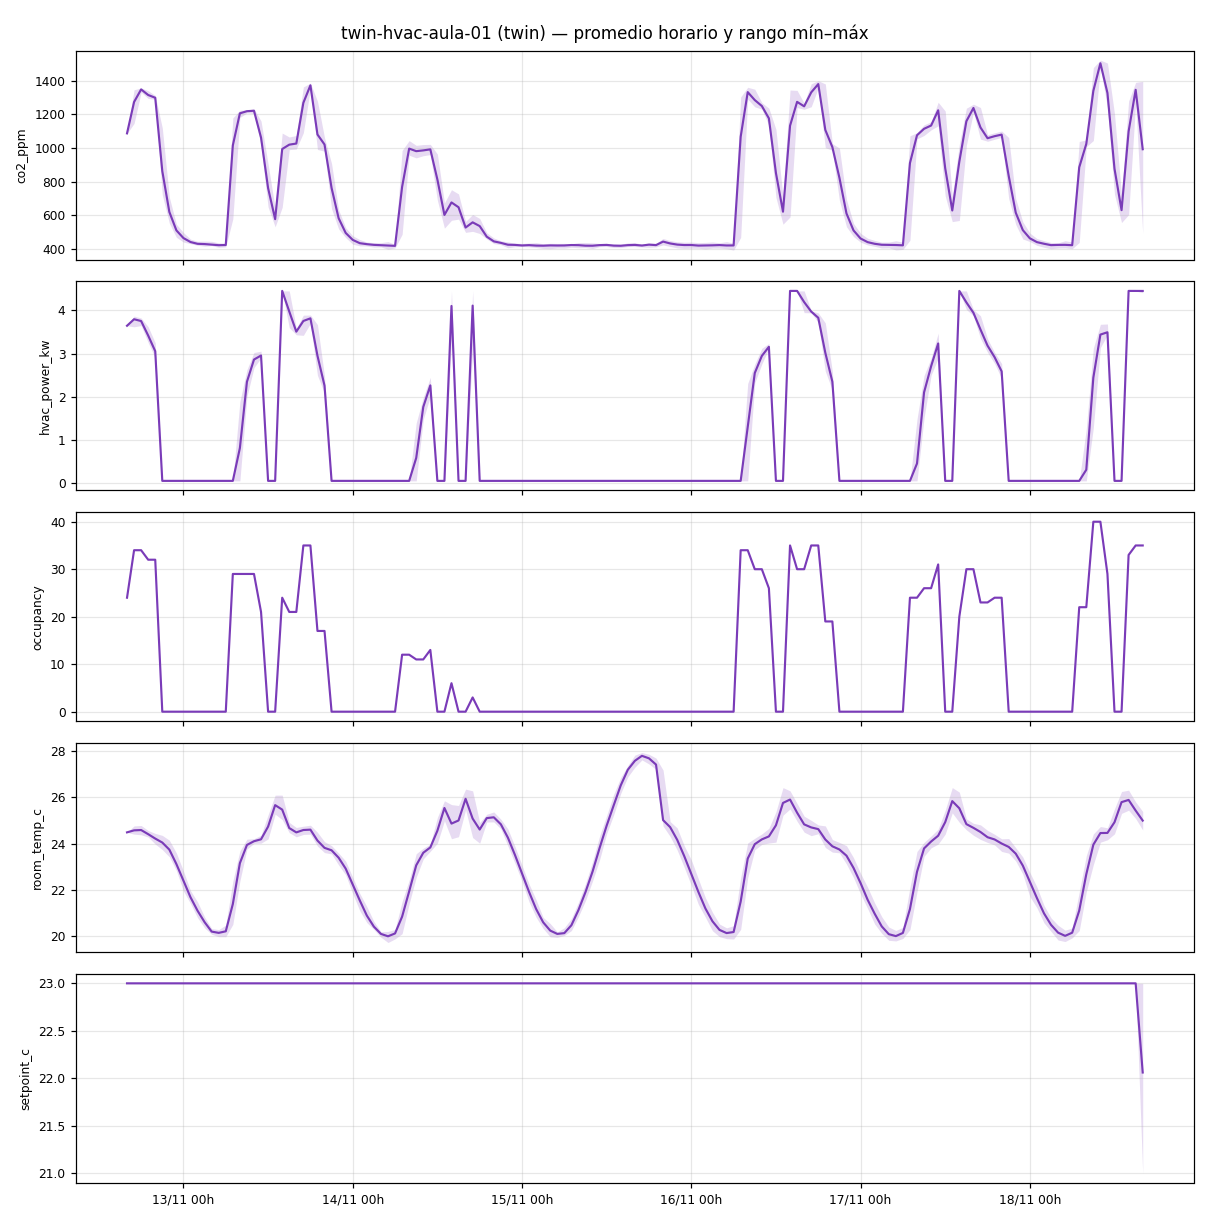 twin-hvac-aula-01 (twin) — promedio horario y rango mín–máx
co2_ppm
1400
1200
1000
800
600
400
hvac_power_kw
4
3
2
1
0
occupancy
40
30
20
10
0
room_temp_c
28
26
24
22
20
setpoint_c
23.0
22.5
22.0
21.5
21.0
13/11 00h
14/11 00h
15/11 00h
16/11 00h
17/11 00h
18/11 00h